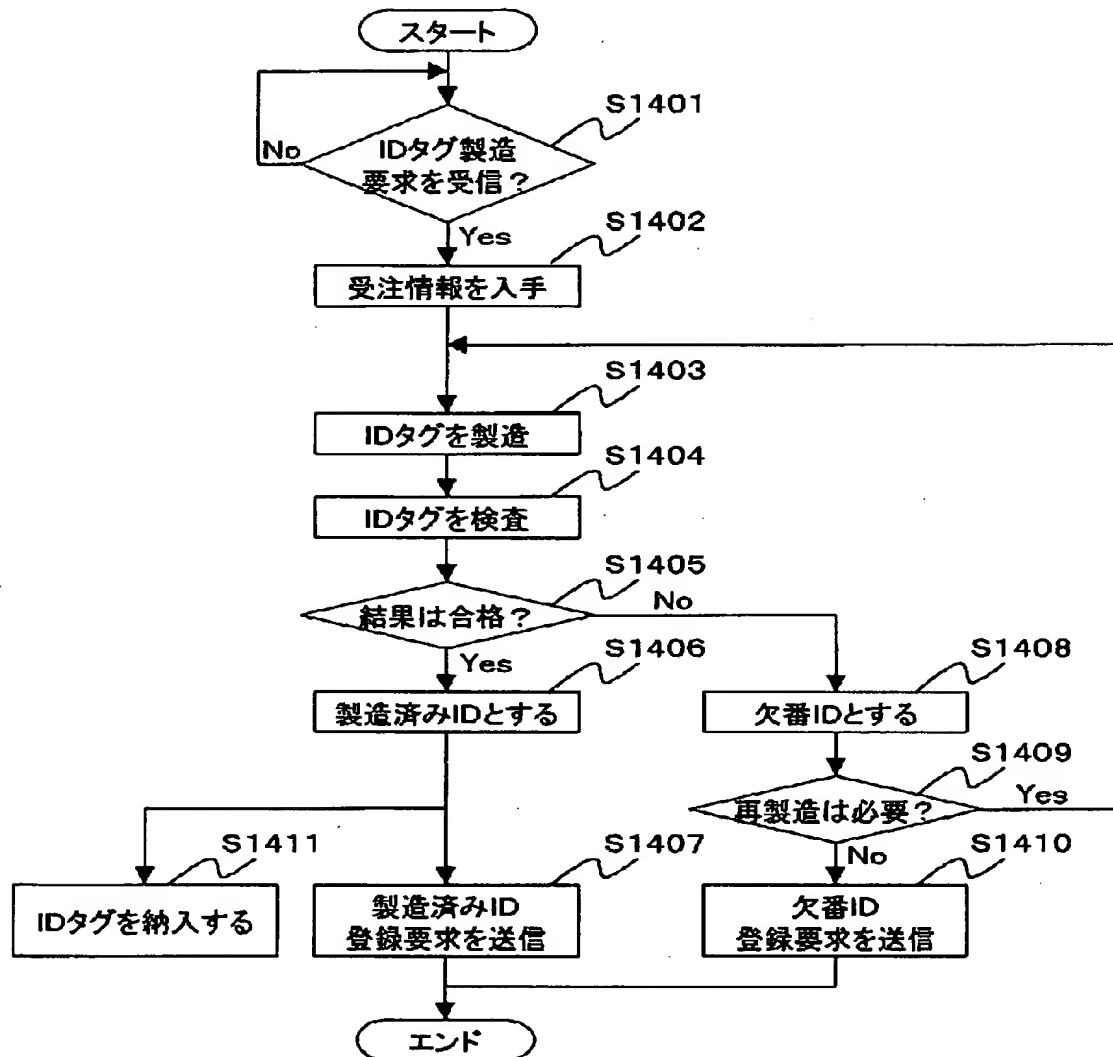 スタート
S1401
IDタグ製造
要求を受信？
No
Yes
S1402
受注情報を入手
S1403
IDタグを製造
S1404
IDタグを検査
S1405
結果は合格？
No
Yes
S1406
製造済みIDとする
S1408
欠番IDとする
S1409
再製造は必要？
Yes
No
S1411
IDタグを納入する
S1407
製造済みID
登録要求を送信
S1410
欠番ID
登録要求を送信
エンド